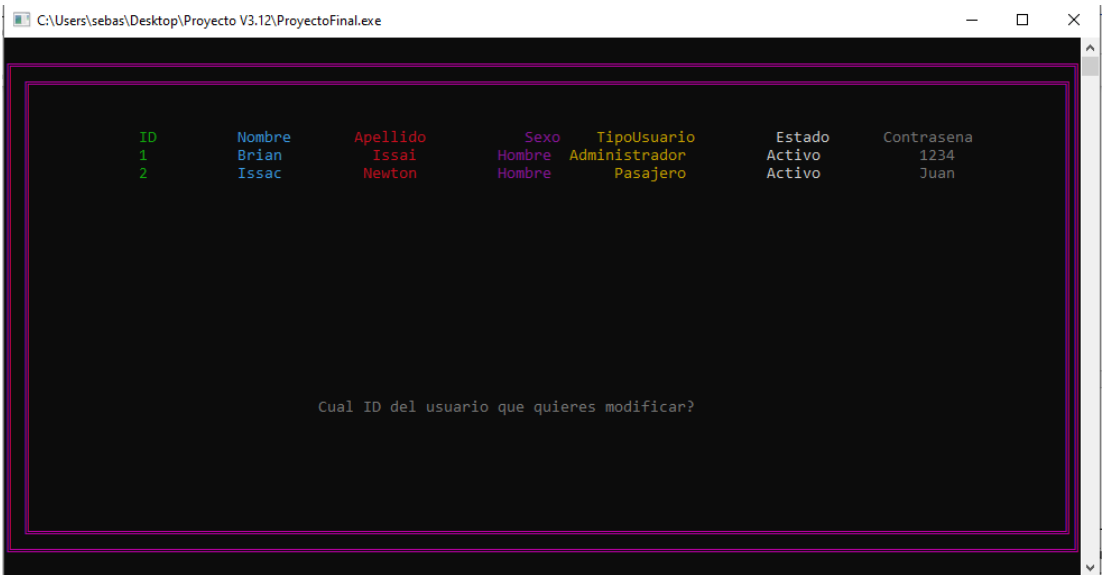 C:\Users\sebas\Desktop\Proyecto V3.12\ProyectoFinal.exe
ID Nombre Apellido Sexo TipoUsuario Estado Contrasena
1 Brian Issai Hombre Administrador Activo 1234
2 Issac Newton Hombre Pasajero Activo Juan
Cual ID del usuario que quieres modificar?